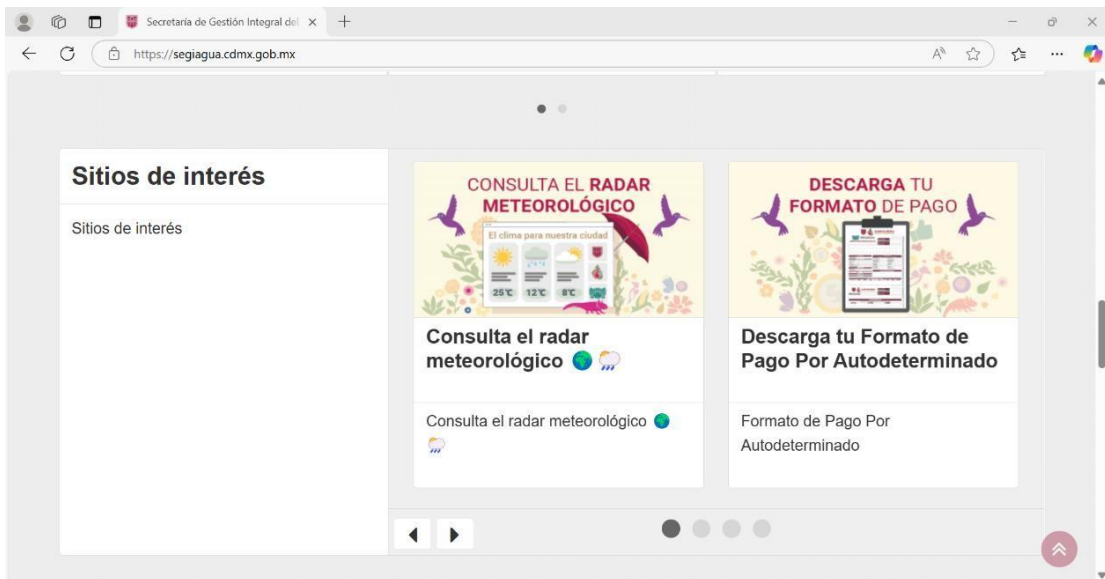 Secretaría de Gestión Integral del
https://segiagua.cdmx.gob.mx
Sitios de interés
Sitios de interés
CONSULTA EL RADAR
METEOROLÓGICO
El clima para nuestra ciudad
25°C 12°C 8°C
Consulta el radar
meteorológico 🌍 🌦️
Consulta el radar meteorológico 🌍
🌦️
DESCARGA TU
FORMATO DE PAGO
Descarga tu Formato de
Pago Por Autodeterminado
Formato de Pago Por
Autodeterminado